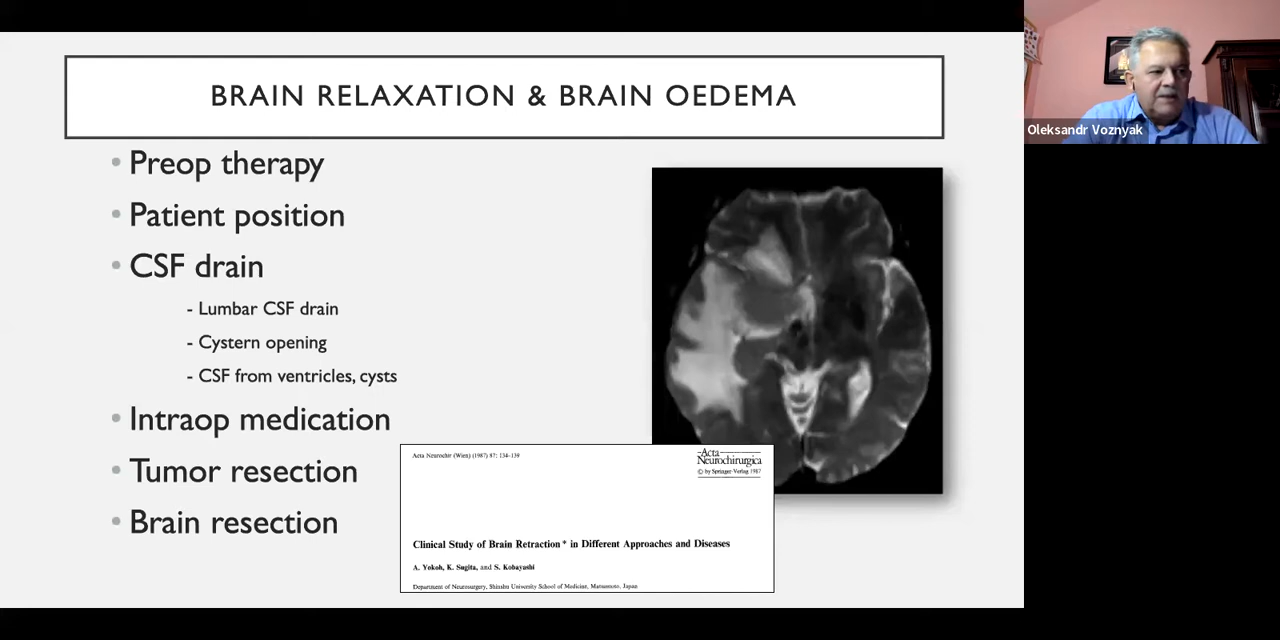 BRAIN RELAXATION & BRAIN OEDEMA
• Preop therapy
• Patient position
• CSF drain
- Lumbar CSF drain
- Cystern opening
- CSF from ventricles, cysts
• Intraop medication
• Tumor resection
• Brain resection
Acta Neurochir (Wien) (1987) 87: 134–139
Acta
Neurochirurgica
© by Springer-Verlag 1987
Clinical Study of Brain Retraction* in Different Approaches and Diseases
A. Yokoh, K. Sugita, and S. Kobayashi
Department of Neurosurgery, Shinshu University School of Medicine, Matsumoto, Japan
Oleksandr Voznyak